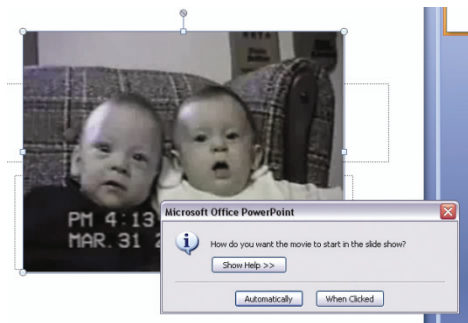 PM 4:13
MAR. 31
Microsoft Office PowerPoint
How do you want the movie to start in the slide show?
Show Help >>
Automatically
When Clicked